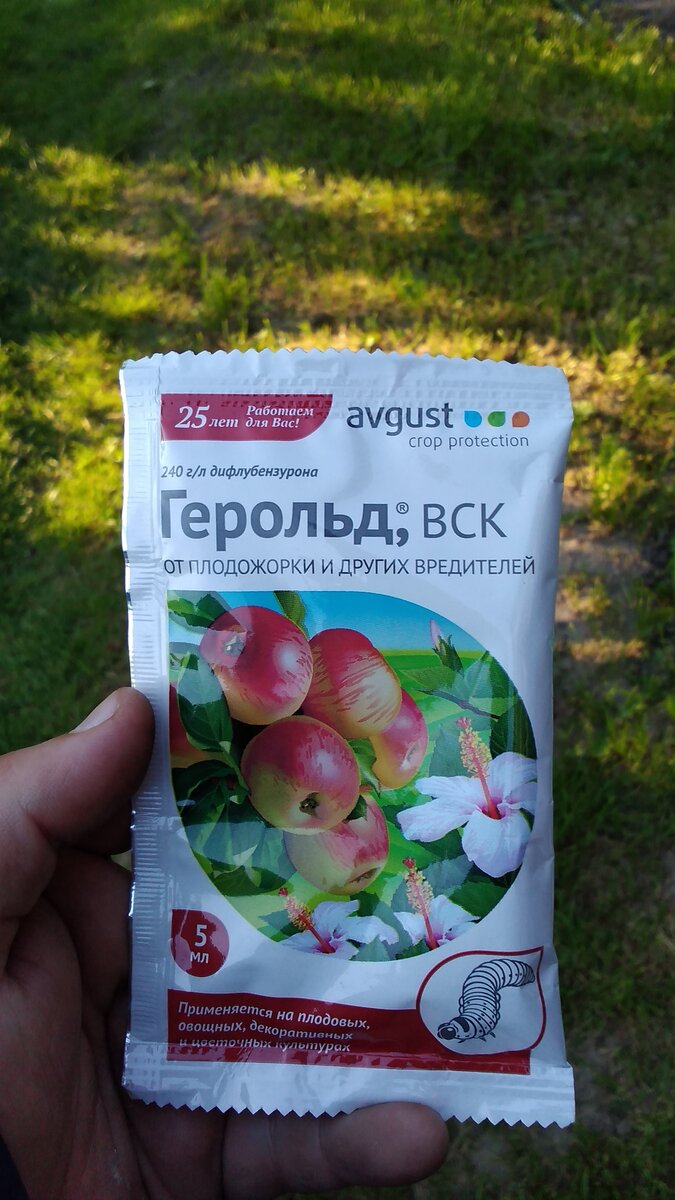 25 лет Работаем для Вас!
avgust
crop protection
240 г/л дифлубензурона
Герольд,® ВСК
ОТ ПЛОДОЖОРКИ И ДРУГИХ ВРЕДИТЕЛЕЙ
5
мл
Применяется на плодовых,
овощных, декоративных
и цветочных культурах